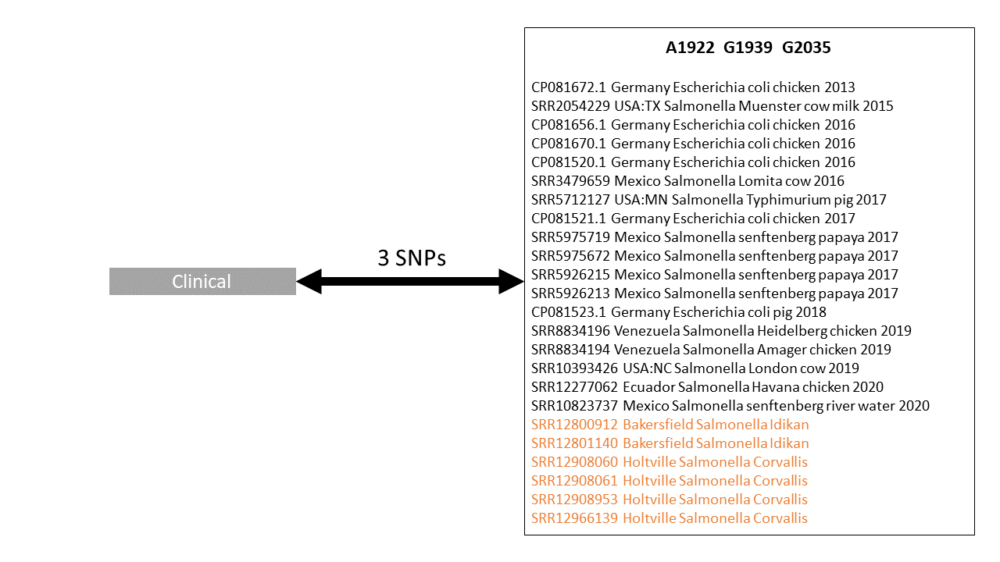 A1922 G1939 G2035
CP081672.1 Germany Escherichia coli chicken 2013
SRR2054229 USA:TX Salmonella Muenster cow milk 2015
CP081656.1 Germany Escherichia coli chicken 2016
CP081670.1 Germany Escherichia coli chicken 2016
CP081520.1 Germany Escherichia coli chicken 2016
SRR3479659 Mexico Salmonella Lomita cow 2016
SRR5712127 USA:MN Salmonella Typhimurium pig 2017
CP081521.1 Germany Escherichia coli chicken 2017
SRR5975719 Mexico Salmonella senftenberg papaya 2017
SRR5975672 Mexico Salmonella senftenberg papaya 2017
SRR5926215 Mexico Salmonella senftenberg papaya 2017
SRR5926213 Mexico Salmonella senftenberg papaya 2017
CP081523.1 Germany Escherichia coli pig 2018
SRR8834196 Venezuela Salmonella Heidelberg chicken 2019
SRR8834194 Venezuela Salmonella Amager chicken 2019
SRR10393426 USA:NC Salmonella London cow 2019
SRR12277062 Ecuador Salmonella Havana chicken 2020
SRR10823737 Mexico Salmonella senftenberg river water 2020
SRR12800912 Bakersfield Salmonella Idikan
SRR12801140 Bakersfield Salmonella Idikan
SRR12908060 Holtville Salmonella Corvallis
SRR12908061 Holtville Salmonella Corvallis
SRR12908953 Holtville Salmonella Corvallis
SRR12966139 Holtville Salmonella Corvallis
3 SNPs
Clinical